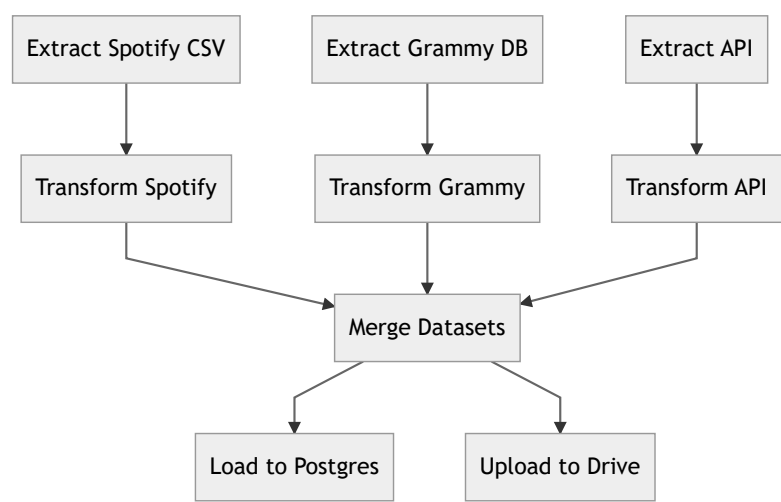 Extract Spotify CSV
Extract Grammy DB
Extract API
Transform Spotify
Transform Grammy
Transform API
Merge Datasets
Load to Postgres
Upload to Drive